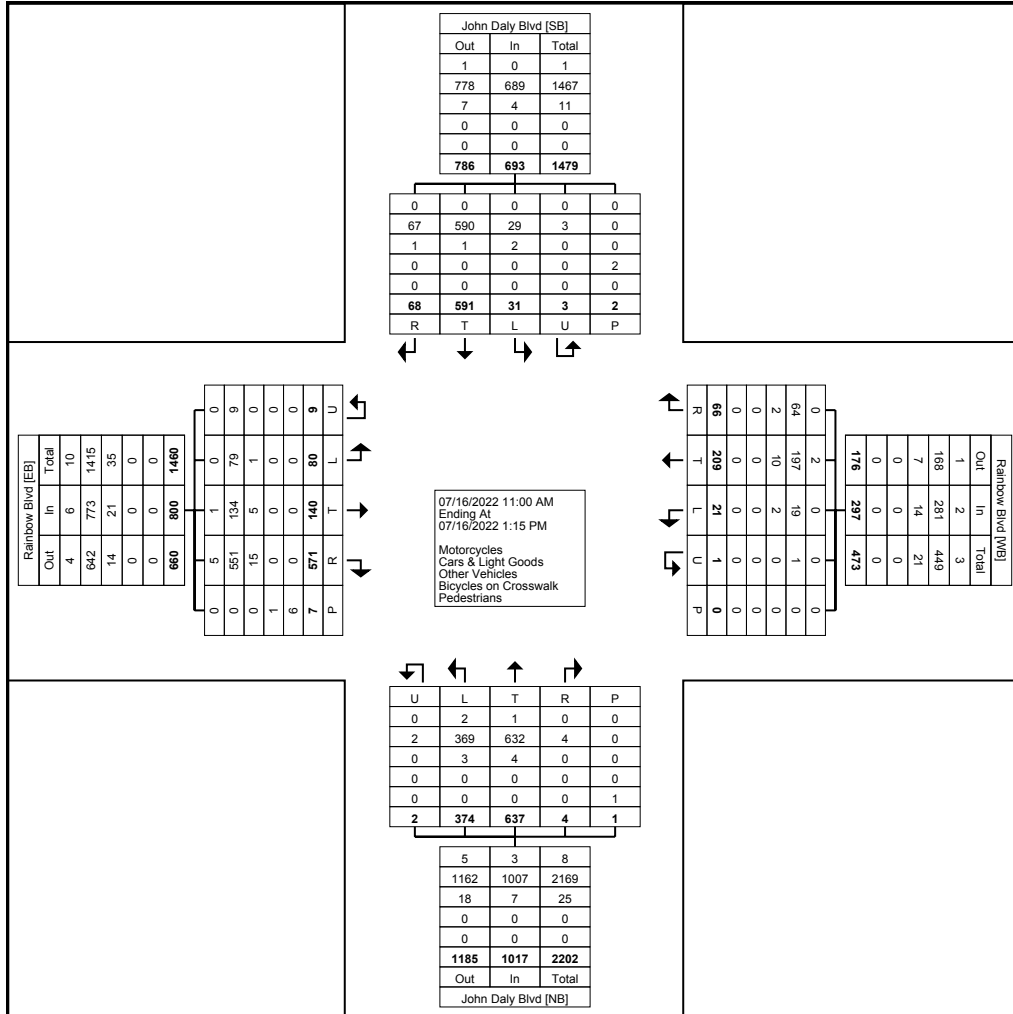 John Daly Blvd [SB]
Out In Total
1 0 1
778 689 1467
7 4 11
0 0 0
0 0 0
786 693 1479
0 0 0 0 0
67 590 29 3 0
1 1 2 0 0
0 0 0 0 2
0 0 0 0 0
68 591 31 3 2
R T L U P
Rainbow Blvd [EB]
Total 10 1415 35 0 0 1460
In 6 773 21 0 0 800
Out 4 642 14 0 0 660
0 9 0 0 0 9 U
0 79 1 0 0 80 L
1 134 5 0 0 140 T
5 551 15 0 0 571 R
0 0 0 1 6 7 P
07/16/2022 11:00 AM
Ending At
07/16/2022 1:15 PM
Motorcycles
Cars & Light Goods
Other Vehicles
Bicycles on Crosswalk
Pedestrians
R 66 0 0 2 64 0
T 209 0 0 10 197 2
L 21 0 0 2 19 0
U 1 0 0 0 1 0
P 0 0 0 0 0 0
Rainbow Blvd [WB]
176 0 0 7 168 1 Out
297 0 0 14 281 2 In
473 0 0 21 449 3 Total
U L T R P
0 2 1 0 0
2 369 632 4 0
0 3 4 0 0
0 0 0 0 0
0 0 0 0 1
2 374 637 4 1
5 3 8
1162 1007 2169
18 7 25
0 0 0
0 0 0
1185 1017 2202
Out In Total
John Daly Blvd [NB]